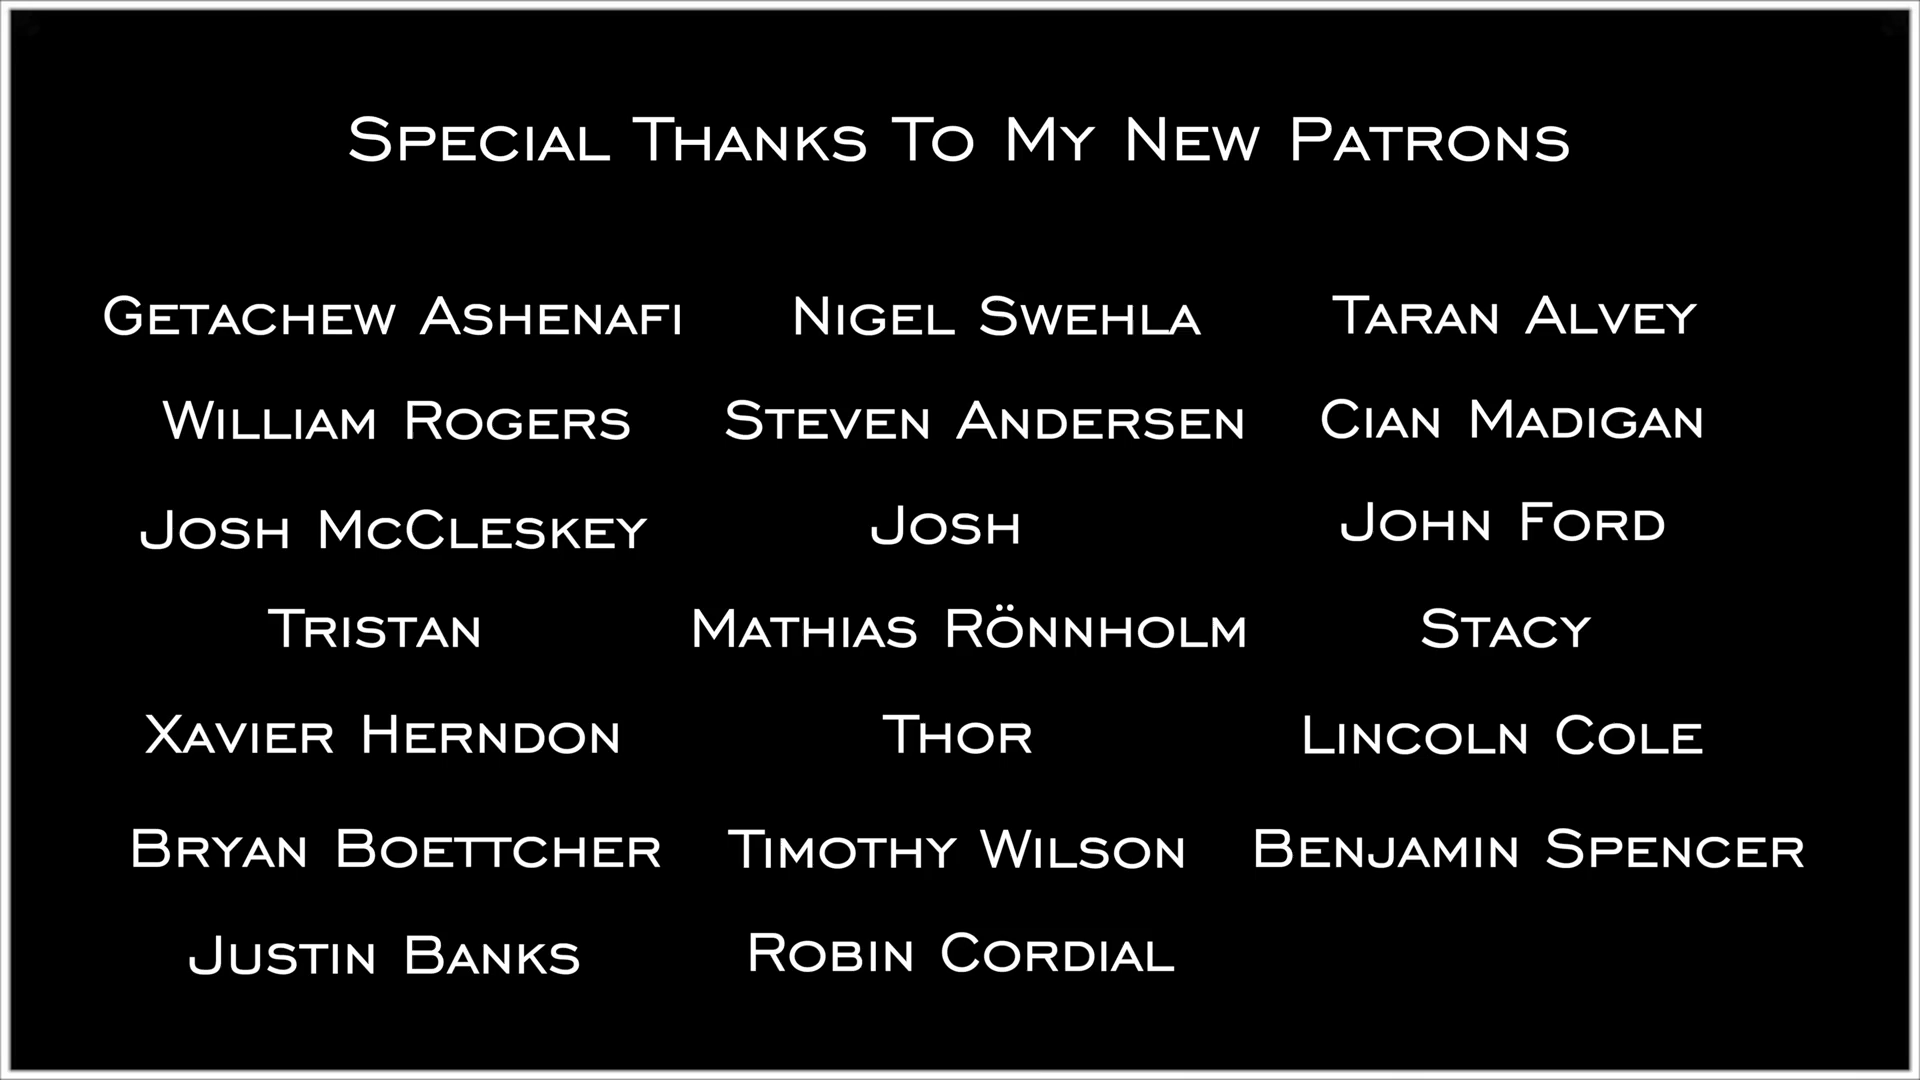 Special Thanks To My New Patrons
Getachew Ashenafi Nigel Swehla Taran Alvey
William Rogers Steven Andersen Cian Madigan
Josh McCleskey Josh John Ford
Tristan Mathias Rönnholm Stacy
Xavier Herndon Thor Lincoln Cole
Bryan Boettcher Timothy Wilson Benjamin Spencer
Justin Banks Robin Cordial